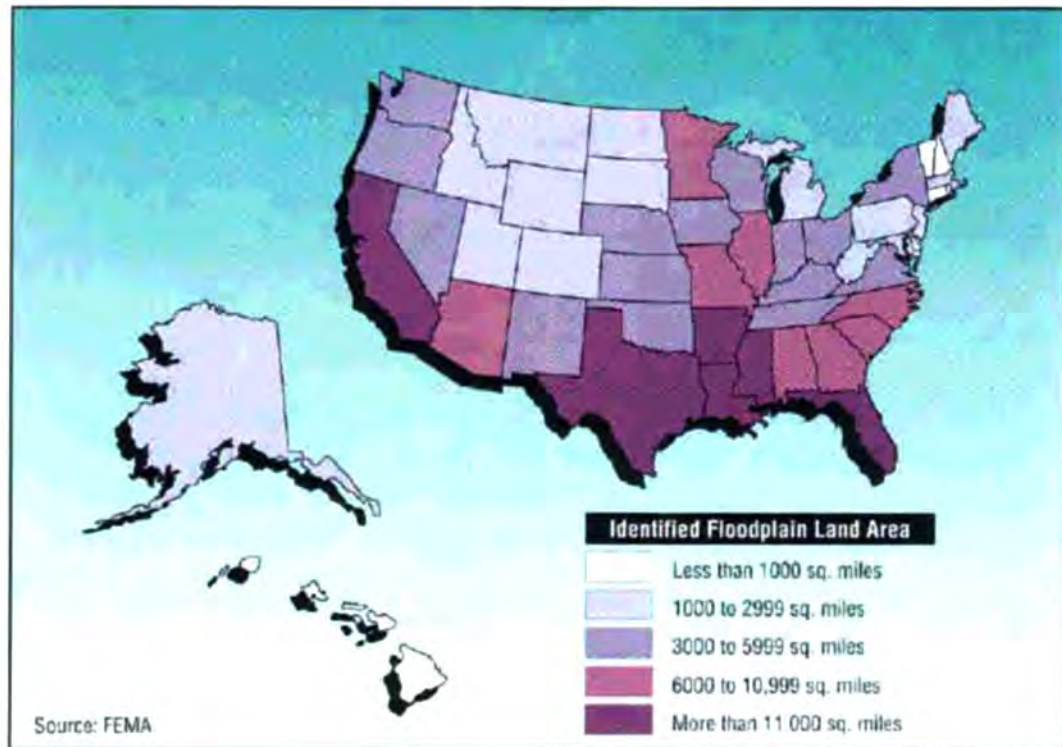 Identified Floodplain Land Area
Less than 1000 sq. miles
1000 to 2999 sq. miles
3000 to 5999 sq. miles
6000 to 10,999 sq. miles
More than 11 000 sq. miles
Source: FEMA